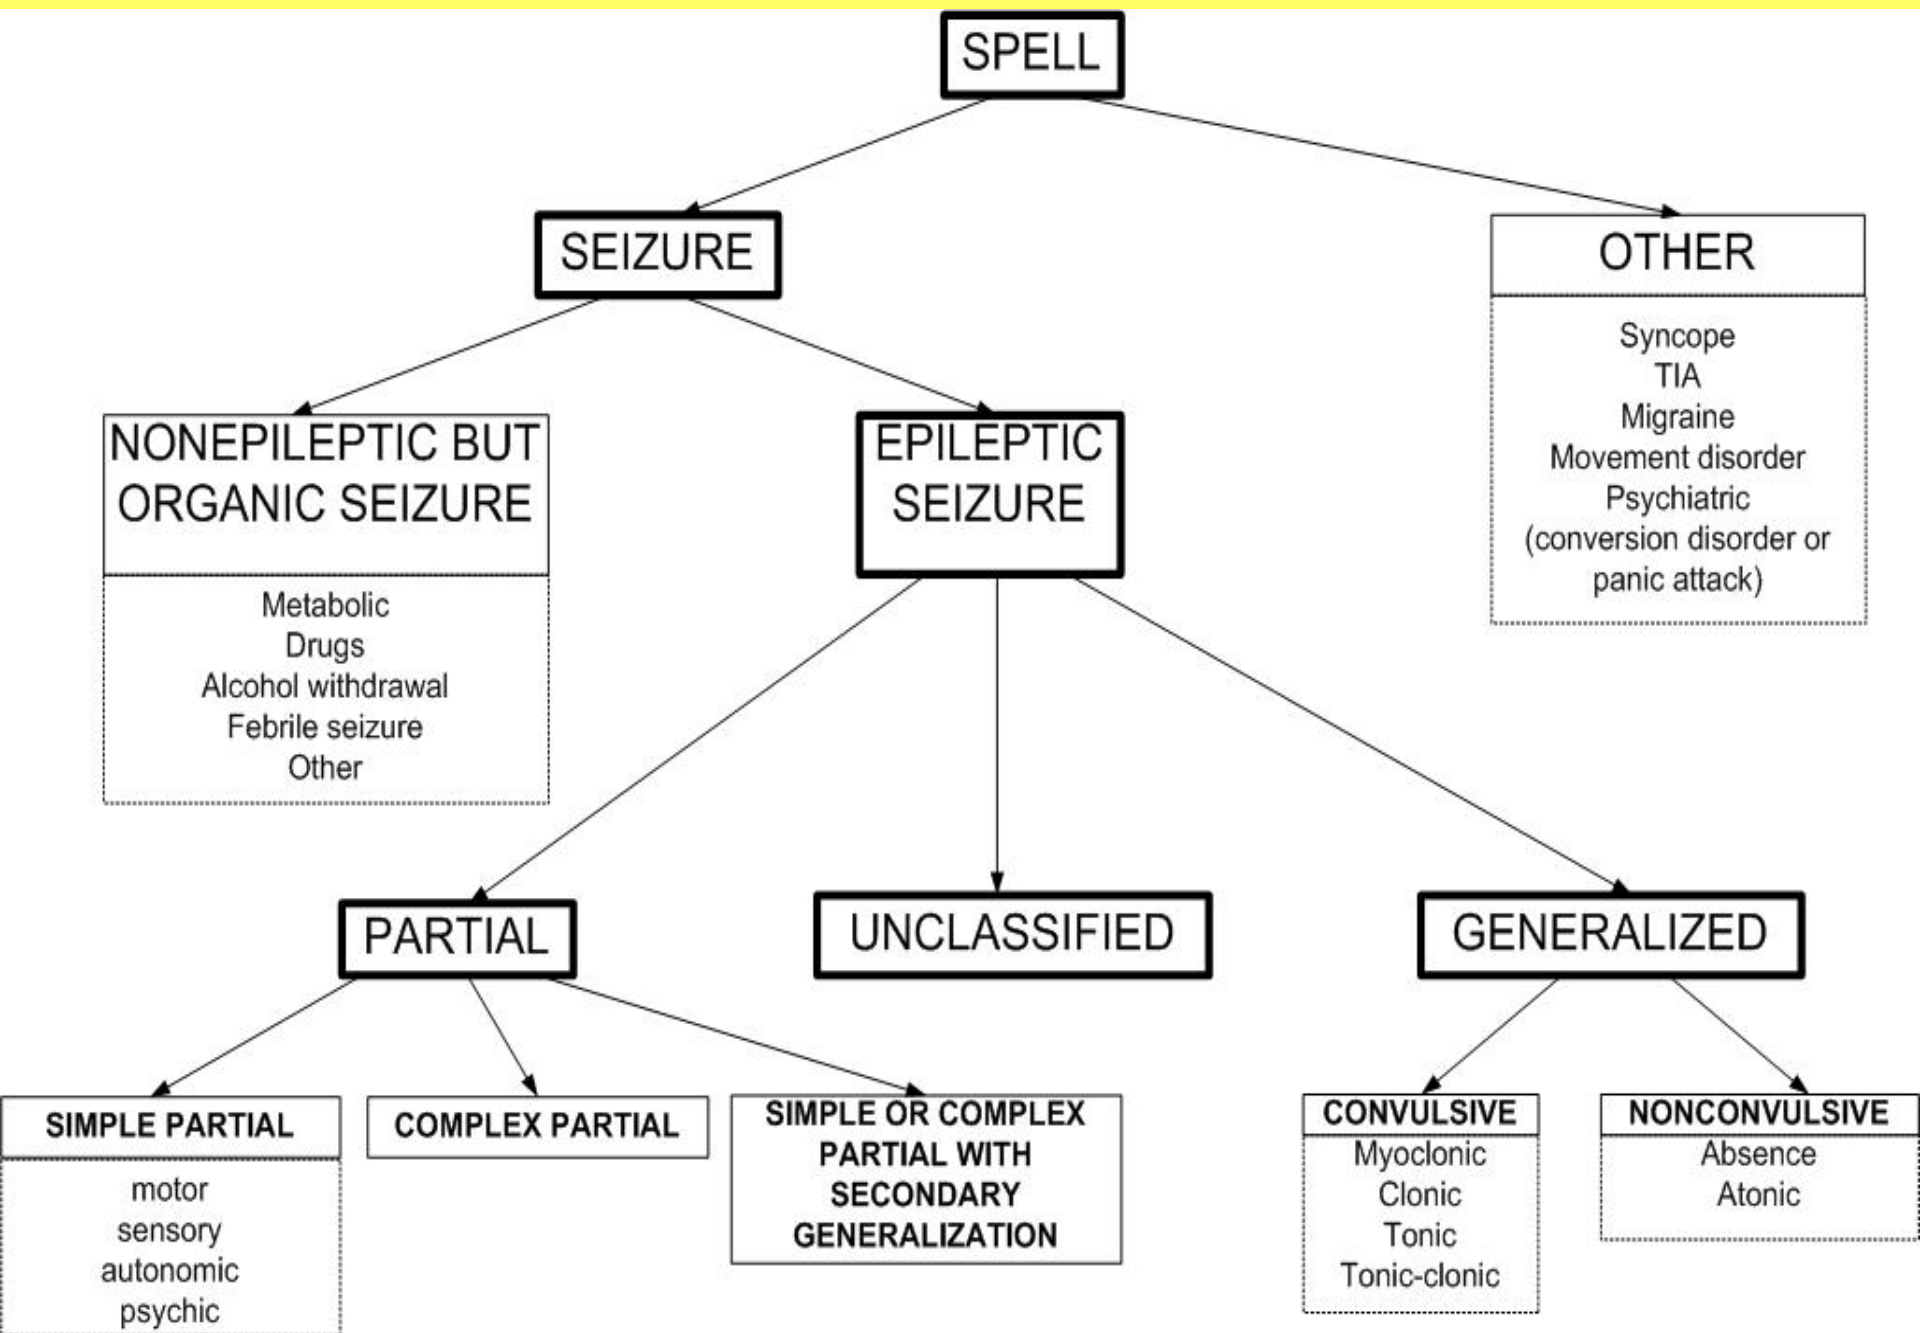 SPELL
SEIZURE
OTHER
Syncope
TIA
Migraine
Movement disorder
Psychiatric
(conversion disorder or
panic attack)
NONEPILEPTIC BUT
ORGANIC SEIZURE
Metabolic
Drugs
Alcohol withdrawal
Febrile seizure
Other
EPILEPTIC
SEIZURE
PARTIAL
UNCLASSIFIED
GENERALIZED
SIMPLE PARTIAL
motor
sensory
autonomic
psychic
COMPLEX PARTIAL
SIMPLE OR COMPLEX
PARTIAL WITH
SECONDARY
GENERALIZATION
CONVULSIVE
Myoclonic
Clonic
Tonic
Tonic-clonic
NONCONVULSIVE
Absence
Atonic